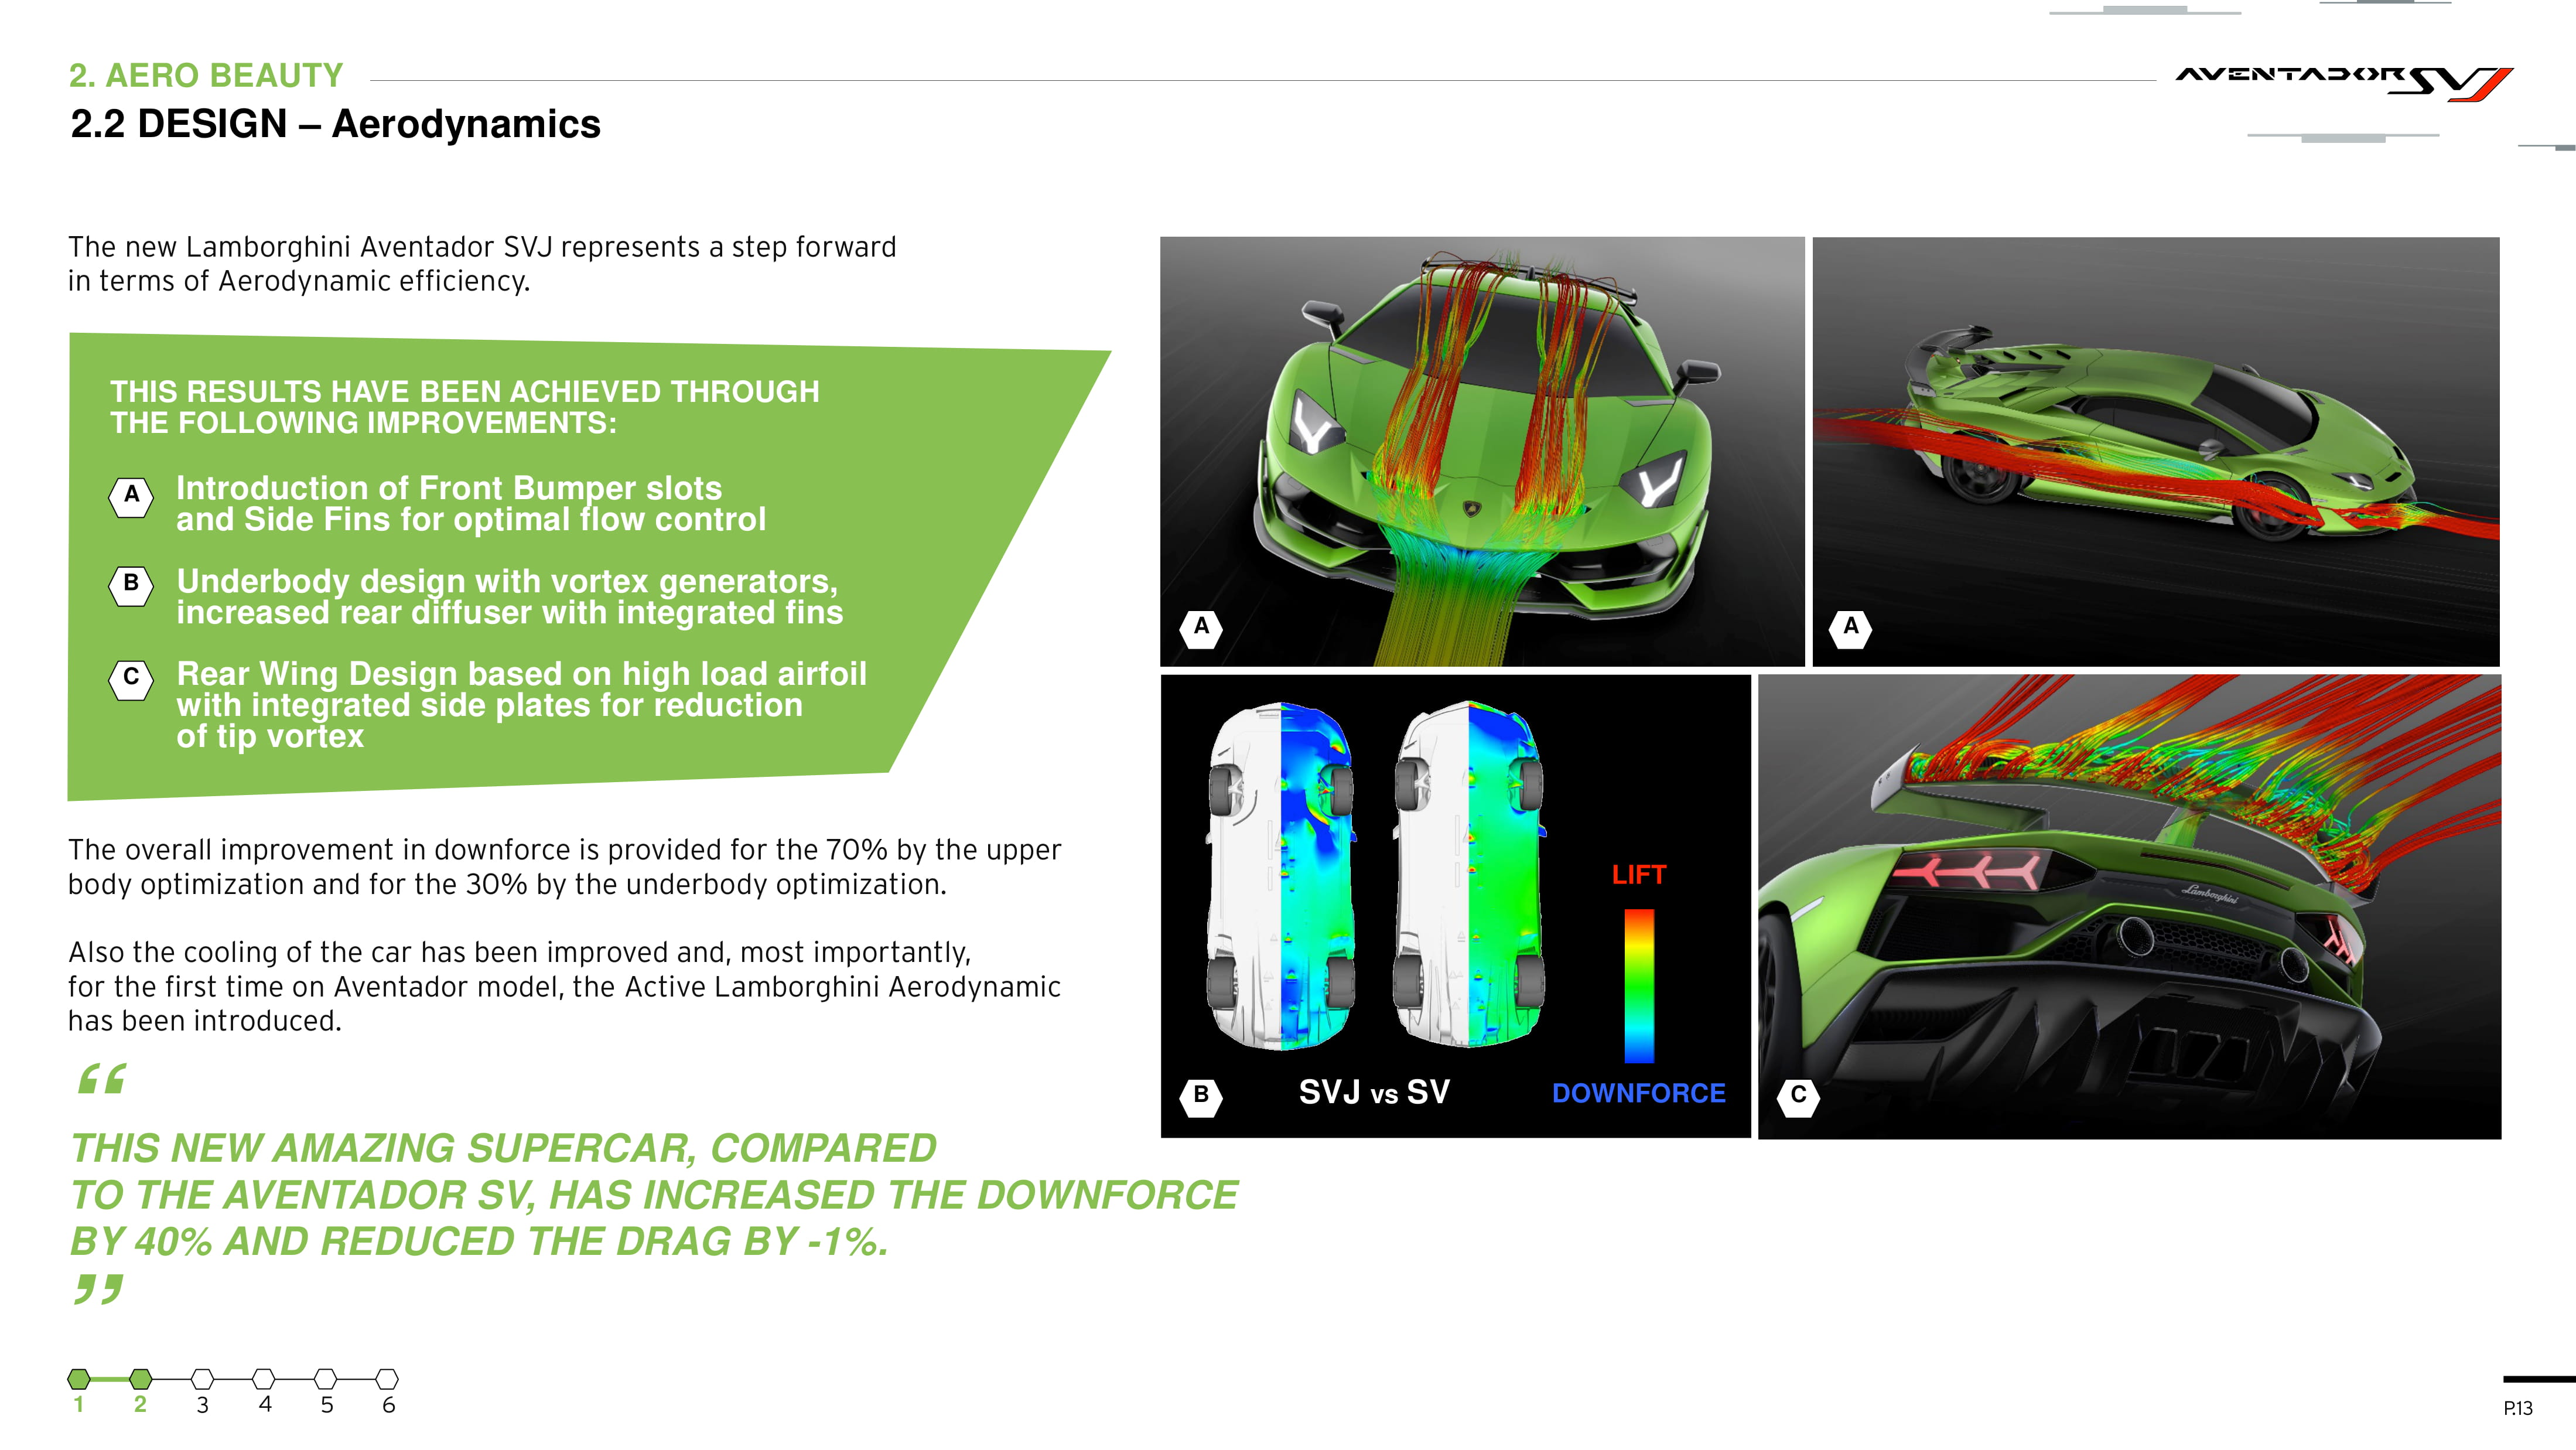 2. AERO BEAUTY
AVENTADOR SVJ
2.2 DESIGN – Aerodynamics
The new Lamborghini Aventador SVJ represents a step forward
in terms of Aerodynamic efficiency.
THIS RESULTS HAVE BEEN ACHIEVED THROUGH
THE FOLLOWING IMPROVEMENTS:
A
Introduction of Front Bumper slots
and Side Fins for optimal flow control
B
Underbody design with vortex generators,
increased rear diffuser with integrated fins
C
Rear Wing Design based on high load airfoil
with integrated side plates for reduction
of tip vortex
The overall improvement in downforce is provided for the 70% by the upper
body optimization and for the 30% by the underbody optimization.
Also the cooling of the car has been improved and, most importantly,
for the first time on Aventador model, the Active Lamborghini Aerodynamic
has been introduced.
“
THIS NEW AMAZING SUPERCAR, COMPARED
TO THE AVENTADOR SV, HAS INCREASED THE DOWNFORCE
BY 40% AND REDUCED THE DRAG BY -1%.
”
A
A
LIFT
DOWNFORCE
B
SVJ vs SV
Lamborghini
C
1 2 3 4 5 6
P.13